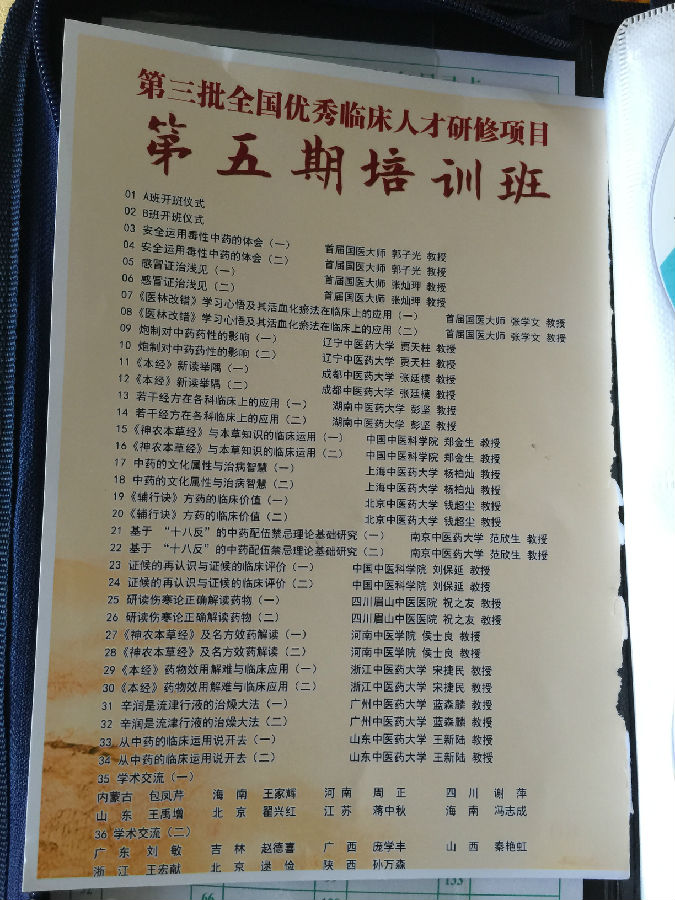 第三批全国优秀临床人才研修项目
第五期培训班
01 A班开班仪式
02 B班开班仪式
03 安全运用毒性中药的体会（一） 首届国医大师 郭子光 教授
04 安全运用毒性中药的体会（二） 首届国医大师 郭子光 教授
05 感冒证治浅见（一） 首届国医大师 张灿玾 教授
06 感冒证治浅见（二） 首届国医大师 张灿玾 教授
07《医林改错》学习心悟及其活血化瘀法在临床上的应用（一） 首届国医大师 张学文 教授
08《医林改错》学习心悟及其活血化瘀法在临床上的应用（二） 首届国医大师 张学文 教授
09 炮制对中药药性的影响（一） 辽宁中医药大学 贾天柱 教授
10 炮制对中药药性的影响（二） 辽宁中医药大学 贾天柱 教授
11《本经》新读举隅（一） 成都中医药大学 张廷模 教授
12《本经》新读举隅（二） 成都中医药大学 张廷模 教授
13 若干经方在各科临床上的应用（一） 湖南中医药大学 彭坚 教授
14 若干经方在各科临床上的应用（二） 湖南中医药大学 彭坚 教授
15《神农本草经》与本草知识的临床运用（一） 中国中医科学院 郑金生 教授
16《神农本草经》与本草知识的临床运用（二） 中国中医科学院 郑金生 教授
17 中药的文化属性与治病智慧（一） 上海中医药大学 杨柏灿 教授
18 中药的文化属性与治病智慧（二） 上海中医药大学 杨柏灿 教授
19《辅行诀》方药的临床价值（一） 北京中医药大学 钱超尘 教授
20《辅行诀》方药的临床价值（二） 北京中医药大学 钱超尘 教授
21 基于 “十八反”的中药配伍禁忌理论基础研究（一） 南京中医药大学 范欣生 教授
22 基于 “十八反”的中药配伍禁忌理论基础研究（二） 南京中医药大学 范欣生 教授
23 证候的再认识与证候的临床评价（一） 中国中医科学院 刘保延 教授
24 证候的再认识与证候的临床评价（二） 中国中医科学院 刘保延 教授
25 研读伤寒论正确解读药物（一） 四川眉山中医医院 祝之友 教授
26 研读伤寒论正确解读药物（二） 四川眉山中医医院 祝之友 教授
27《神农本草经》及名方效药解读（一） 河南中医学院 侯士良 教授
28《神农本草经》及名方效药解读（二） 河南中医学院 侯士良 教授
29《本经》药物效用解难与临床应用（一） 浙江中医药大学 宋捷民 教授
30《本经》药物效用解难与临床应用（二） 浙江中医药大学 宋捷民 教授
31 辛润是流津行液的治燥大法（一） 广州中医药大学 蓝森麟 教授
32 辛润是流津行液的治燥大法（二） 广州中医药大学 蓝森麟 教授
33 从中药的临床运用说开去（一） 山东中医药大学 王新陆 教授
34 从中药的临床运用说开去（二） 山东中医药大学 王新陆 教授
35 学术交流（一）
内蒙古 包凤芹 海南 王家辉 河南 周正 四川 谢萍
山东 王禹增 北京 瞿兴红 江苏 蒋中秋 海南 冯志成
36 学术交流（二）
广东 刘敏 吉林 赵德喜 广西 庞学丰 山西 秦艳虹
浙江 王宏献 北京 逯俭 陕西 孙万森
66
133